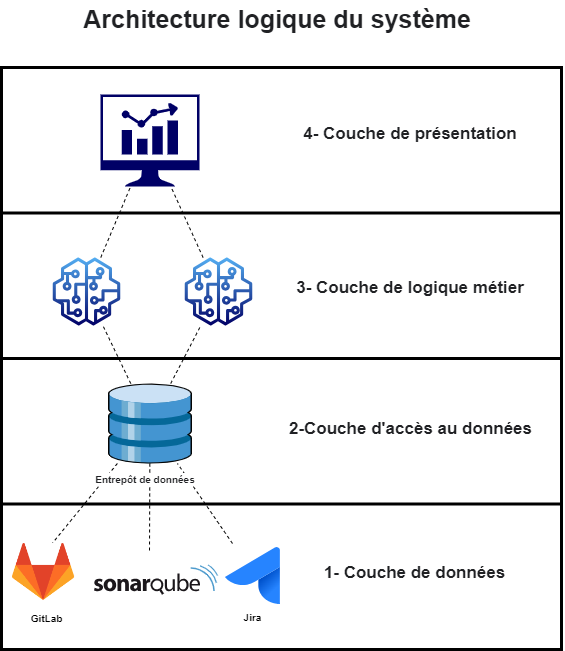 Architecture logique du système
4- Couche de présentation
3- Couche de logique métier
2-Couche d'accès au données
Entrepôt de données
1- Couche de données
sonarqube
GitLab
Jira